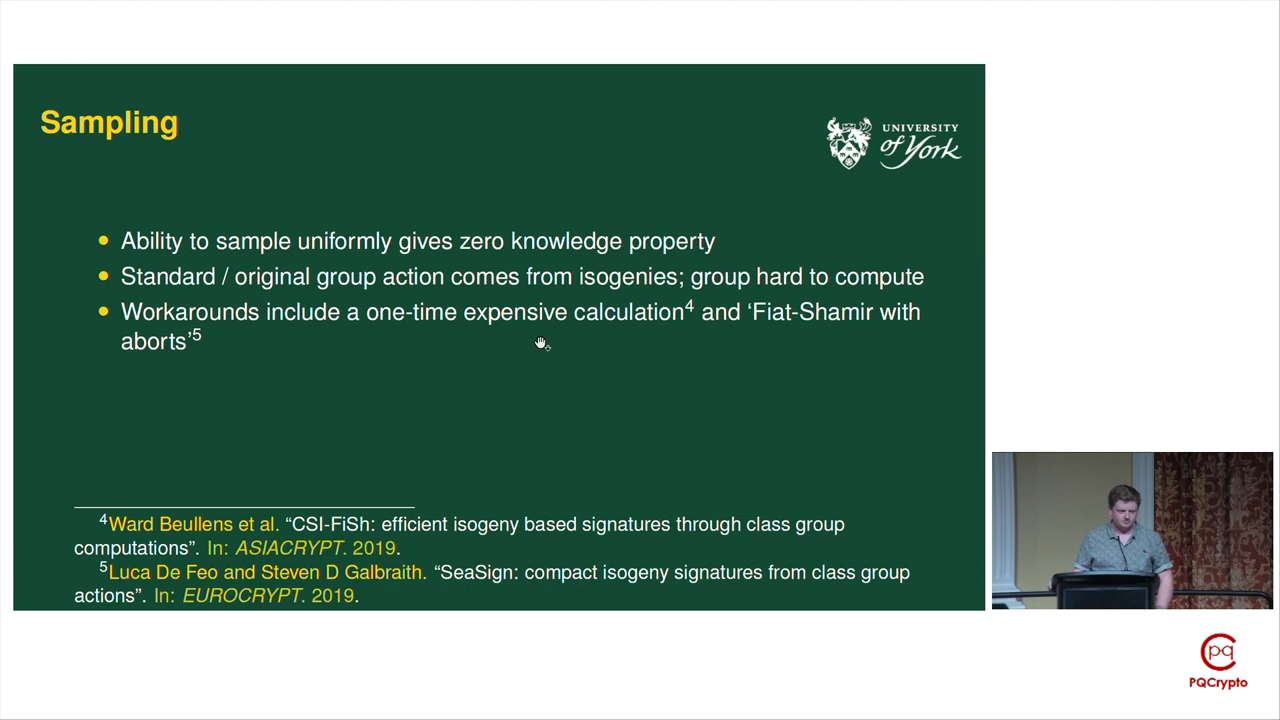 Sampling
UNIVERSITY
of York
• Ability to sample uniformly gives zero knowledge property
• Standard / original group action comes from isogenies; group hard to compute
• Workarounds include a one-time expensive calculation⁴ and ‘Fiat-Shamir with
aborts’⁵
⁴Ward Beullens et al. “CSI-FiSh: efficient isogeny based signatures through class group
computations”. In: ASIACRYPT. 2019.
⁵Luca De Feo and Steven D Galbraith. “SeaSign: compact isogeny signatures from class group
actions”. In: EUROCRYPT. 2019.
pq
PQCrypto